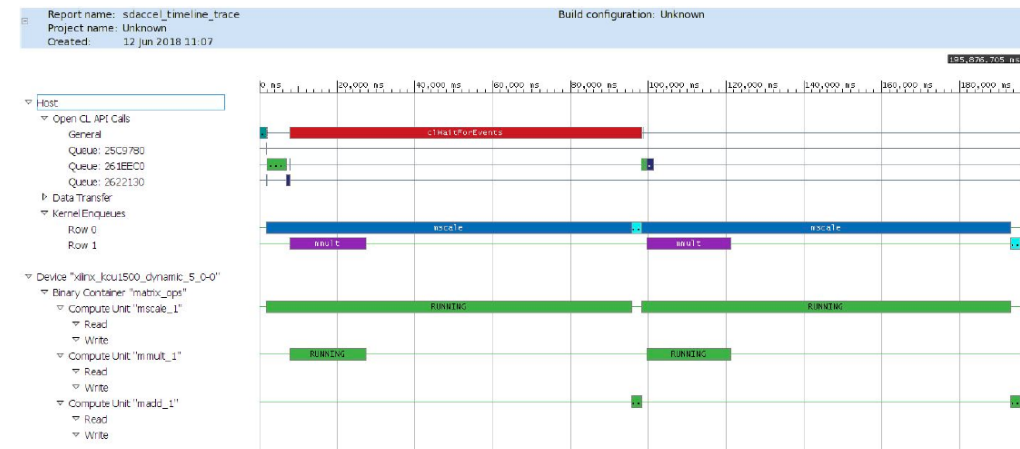 Report name: sdaccel_timeline_trace
Build configuration: Unknown
Project name: Unknown
Created: 12 Jun 2018 11:07
195,876.705 ms
0 ms 20,000 ms 40,000 ms 60,000 ms 80,000 ms 100,000 ms 120,000 ms 140,000 ms 160,000 ms 180,000 ms
Host
Open CL API Calls
General clWaitForEvents
Queue: 25C9780
Queue: 261EEC0 ...
Queue: 2622130
Data Transfer
Kernel Enqueues
Row 0 mscale .. mscale
Row 1 mmult mmult ..
Device "xilinx_kcu1500_dynamic_5_0-0"
Binary Container "matrix_ops"
Compute Unit "mscale_1" RUNNING RUNNING
Read
Write
Compute Unit "mmult_1" RUNNING RUNNING
Read
Write
Compute Unit "madd_1" .. ..
Read
Write